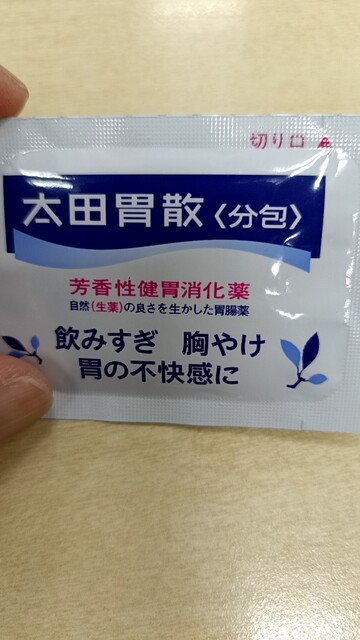 切り口
太田胃散〈分包〉
芳香性健胃消化薬
自然(生薬)の良さを生かした胃腸薬
飲みすぎ 胸やけ
胃の不快感に